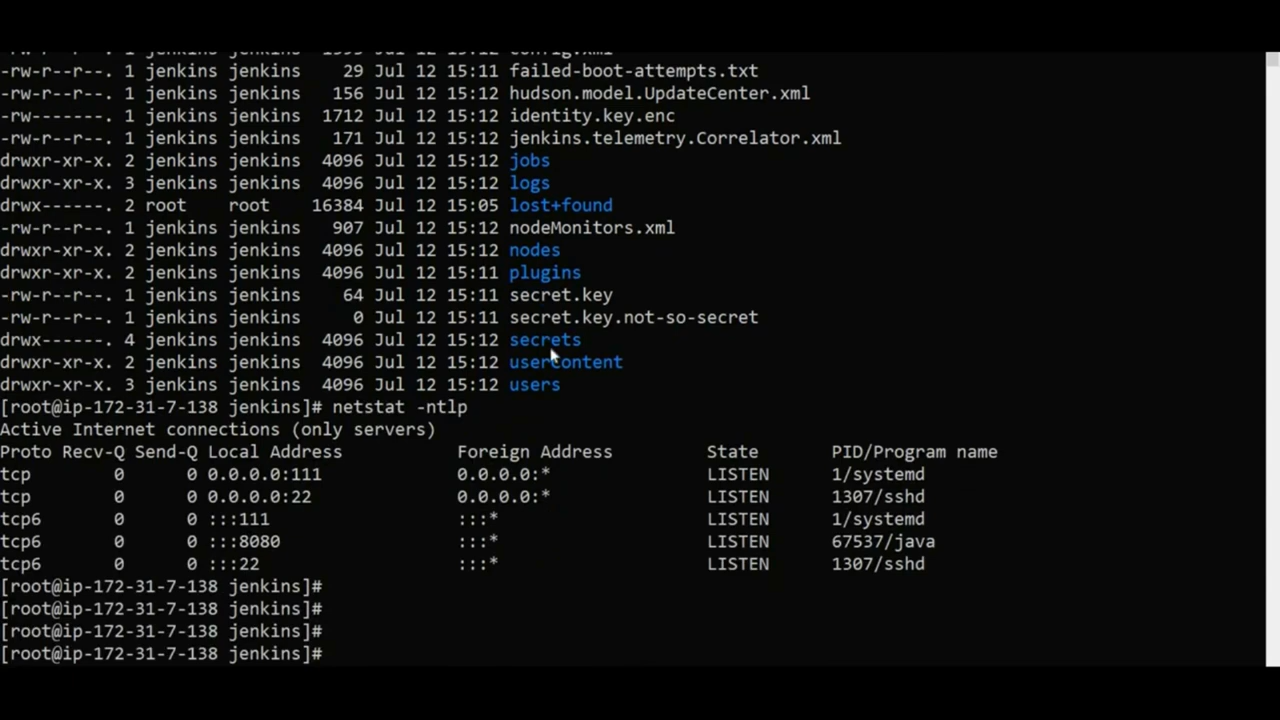 -rw-r--r--. 1 jenkins jenkins 1595 Jul 12 15:12 config.xml
-rw-r--r--. 1 jenkins jenkins 29 Jul 12 15:11 failed-boot-attempts.txt
-rw-r--r--. 1 jenkins jenkins 156 Jul 12 15:12 hudson.model.UpdateCenter.xml
-rw-------. 1 jenkins jenkins 1712 Jul 12 15:12 identity.key.enc
-rw-r--r--. 1 jenkins jenkins 171 Jul 12 15:12 jenkins.telemetry.Correlator.xml
drwxr-xr-x. 2 jenkins jenkins 4096 Jul 12 15:12 jobs
drwxr-xr-x. 3 jenkins jenkins 4096 Jul 12 15:12 logs
drwx------. 2 root root 16384 Jul 12 15:05 lost+found
-rw-r--r--. 1 jenkins jenkins 907 Jul 12 15:12 nodeMonitors.xml
drwxr-xr-x. 2 jenkins jenkins 4096 Jul 12 15:12 nodes
drwxr-xr-x. 2 jenkins jenkins 4096 Jul 12 15:11 plugins
-rw-r--r--. 1 jenkins jenkins 64 Jul 12 15:11 secret.key
-rw-r--r--. 1 jenkins jenkins 0 Jul 12 15:11 secret.key.not-so-secret
drwx------. 4 jenkins jenkins 4096 Jul 12 15:12 secrets
drwxr-xr-x. 2 jenkins jenkins 4096 Jul 12 15:12 userContent
drwxr-xr-x. 3 jenkins jenkins 4096 Jul 12 15:12 users
[root@ip-172-31-7-138 jenkins]# netstat -ntlp
Active Internet connections (only servers)
Proto Recv-Q Send-Q Local Address Foreign Address State PID/Program name
tcp 0 0 0.0.0.0:111 0.0.0.0:* LISTEN 1/systemd
tcp 0 0 0.0.0.0:22 0.0.0.0:* LISTEN 1307/sshd
tcp6 0 0 :::111 :::* LISTEN 1/systemd
tcp6 0 0 :::8080 :::* LISTEN 67537/java
tcp6 0 0 :::22 :::* LISTEN 1307/sshd
[root@ip-172-31-7-138 jenkins]#
[root@ip-172-31-7-138 jenkins]#
[root@ip-172-31-7-138 jenkins]#
[root@ip-172-31-7-138 jenkins]#